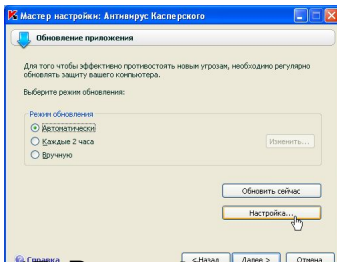 Мастер настройки: Антивирус Касперского
Обновление приложения
Для того чтобы эффективно противостоять новым угрозам, необходимо регулярно
обновлять защиту вашего компьютера.
Выберите режим обновления:
Режим обновления
Автоматически
Каждые 2 часа
Изменить...
Вручную
Обновить сейчас
Настройка...
Справка
< Назад
Далее >
Отмена